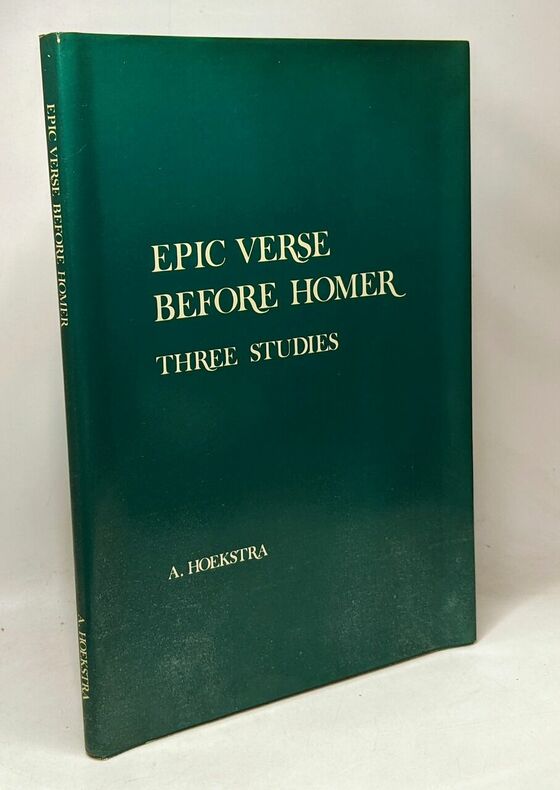 EPIC VERSE
BEFORE HOMER
THREE STUDIES
A. HOEKSTRA
EPIC VERSE BEFORE HOMER
A. HOEKSTRA